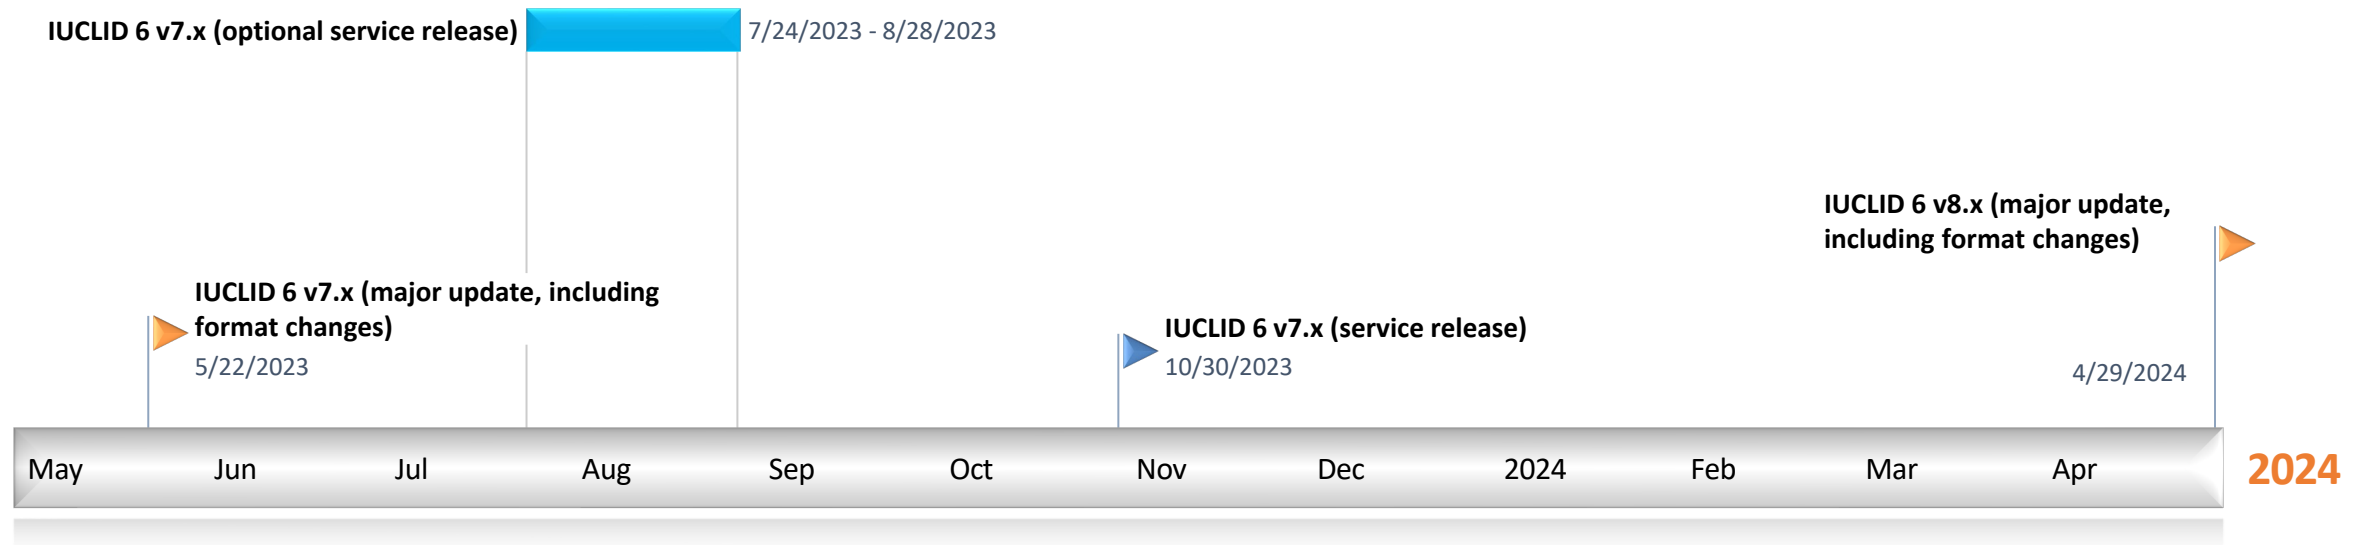 IUCLID 6 v7.x (optional service release)
7/24/2023 - 8/28/2023
IUCLID 6 v8.x (major update,
including format changes)
4/29/2024
IUCLID 6 v7.x (major update, including
format changes)
5/22/2023
IUCLID 6 v7.x (service release)
10/30/2023
May Jun Jul Aug Sep Oct Nov Dec 2024 Feb Mar Apr
2024